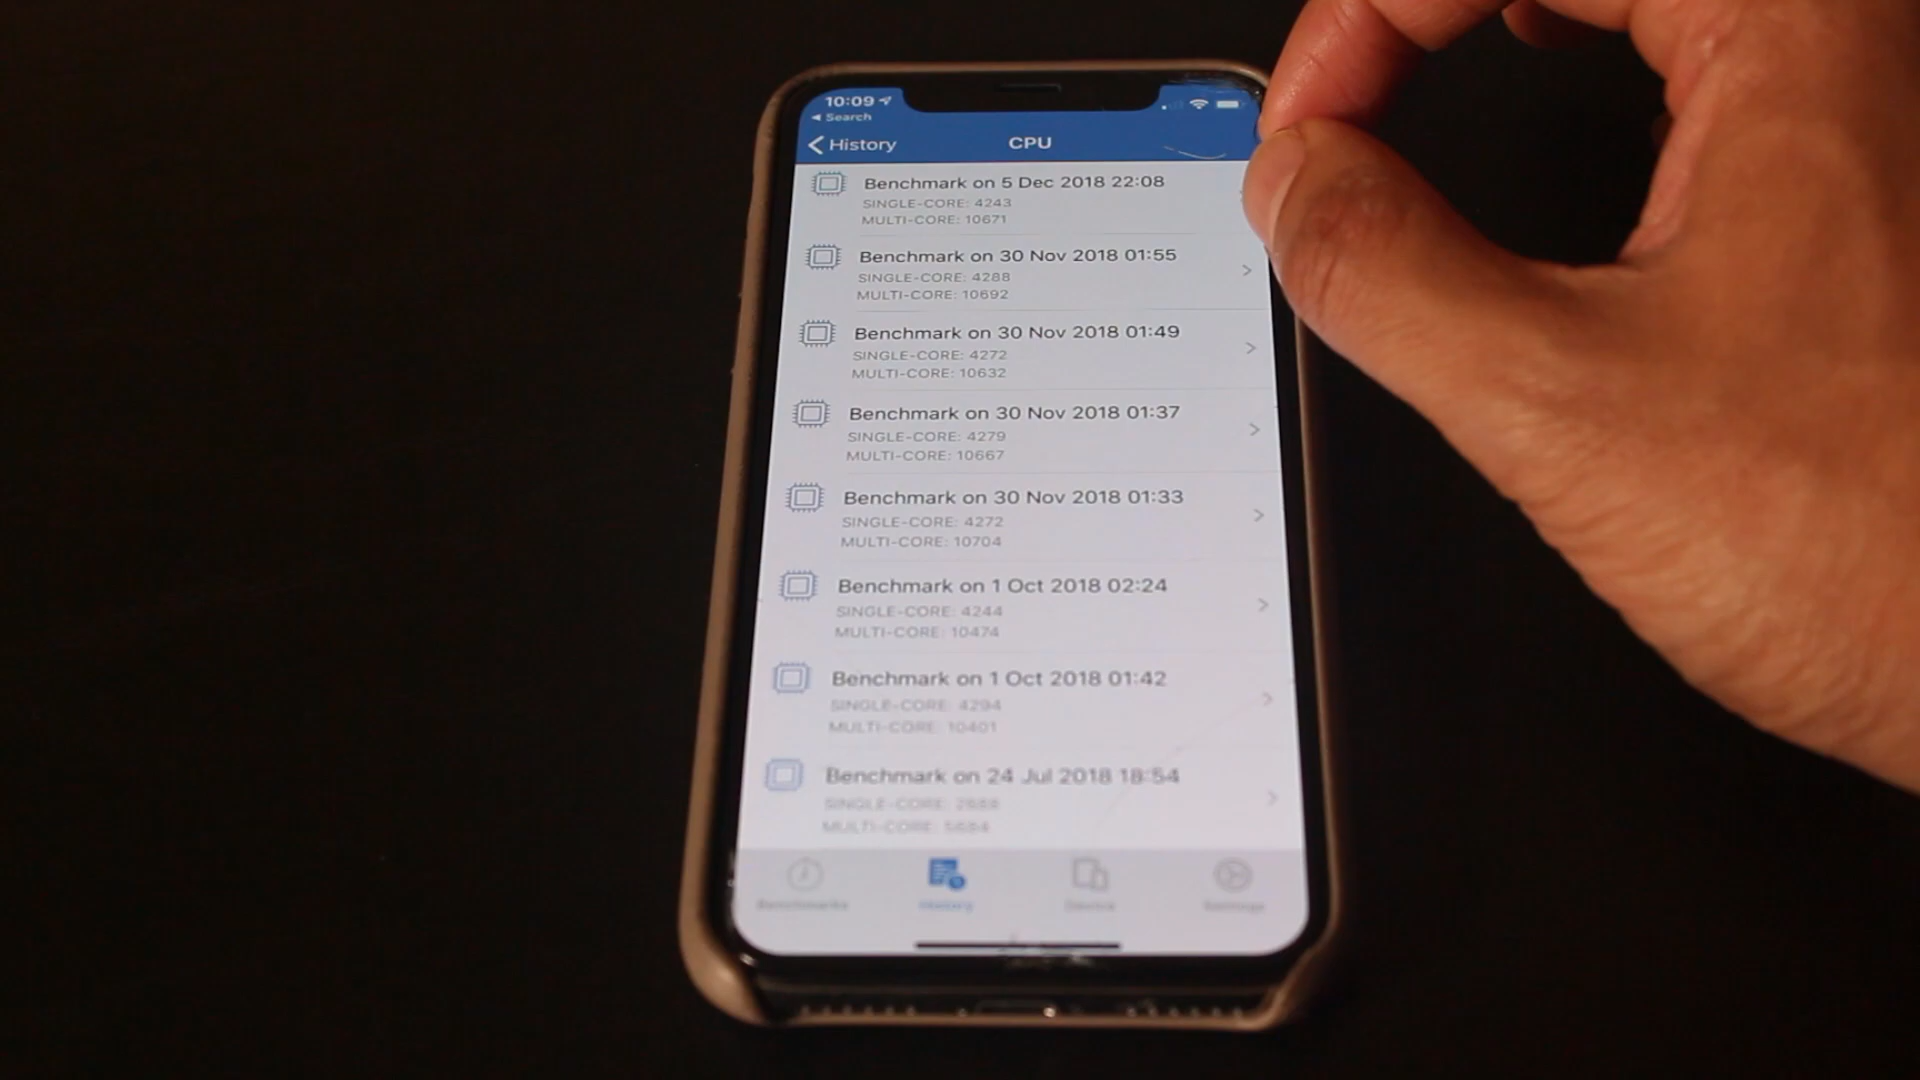 10:09
◀ Search
History
CPU
Benchmark on 5 Dec 2018 22:08
SINGLE-CORE: 4243
MULTI-CORE: 10671
Benchmark on 30 Nov 2018 01:55
SINGLE-CORE: 4288
MULTI-CORE: 10692
Benchmark on 30 Nov 2018 01:49
SINGLE-CORE: 4272
MULTI-CORE: 10632
Benchmark on 30 Nov 2018 01:37
SINGLE-CORE: 4279
MULTI-CORE: 10667
Benchmark on 30 Nov 2018 01:33
SINGLE-CORE: 4272
MULTI-CORE: 10704
Benchmark on 1 Oct 2018 02:24
SINGLE-CORE: 4244
MULTI-CORE: 10474
Benchmark on 1 Oct 2018 01:42
SINGLE-CORE: 4294
MULTI-CORE: 10401
Benchmark on 24 Jul 2018 18:54
SINGLE-CORE:
MULTI-CORE:
Benchmarks
History
Device
Settings